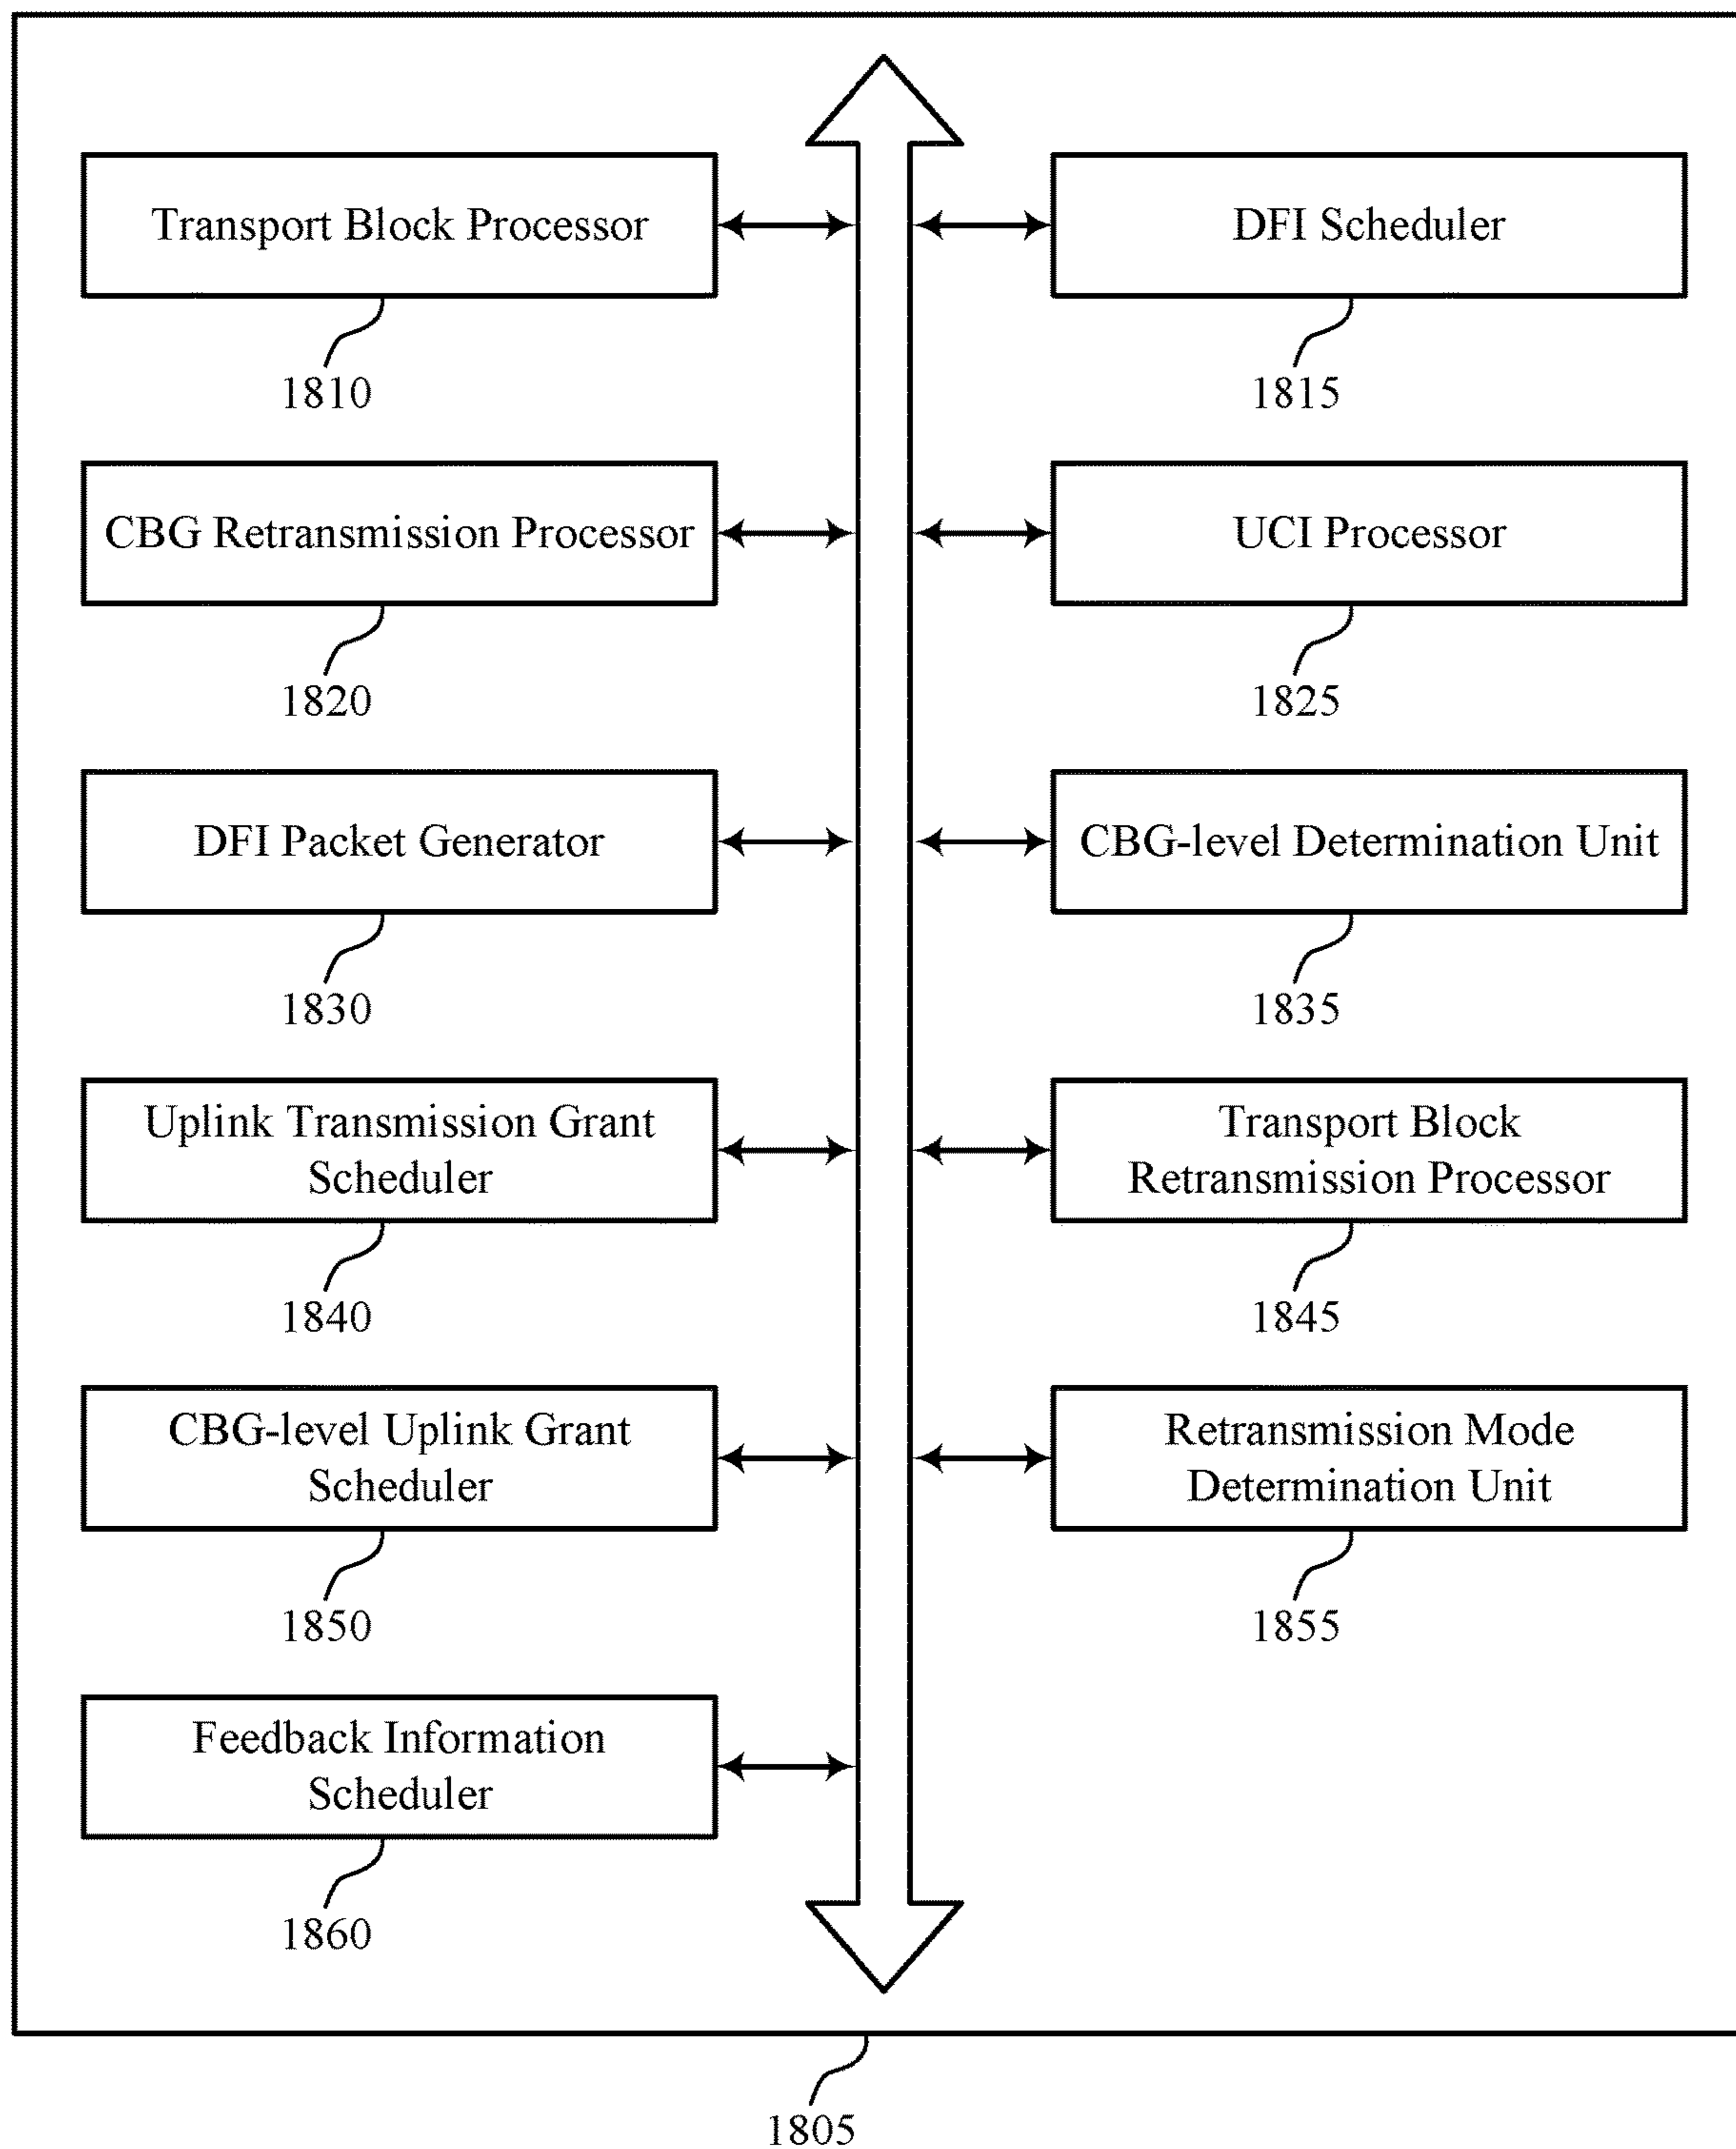 Transport Block Processor
DFI Scheduler
1810
1815
CBG Retransmission Processor
UCI Processor
1820
1825
DFI Packet Generator
CBG-level Determination Unit
1830
1835
Uplink Transmission Grant
Scheduler
Transport Block
Retransmission Processor
1840
1845
CBG-level Uplink Grant
Scheduler
Retransmission Mode
Determination Unit
1850
1855
Feedback Information
Scheduler
1860
1805